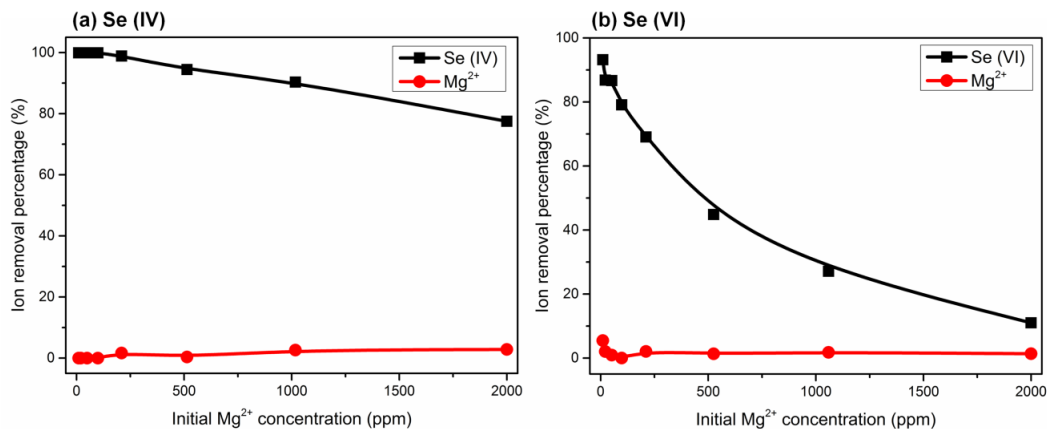 (a) Se (IV)
Ion removal percentage (%)
100
80
60
40
20
0
Se (IV)
Mg²⁺
0
500
1000
1500
2000
Initial Mg²⁺ concentration (ppm)
(b) Se (VI)
Ion removal percentage (%)
100
80
60
40
20
0
Se (VI)
Mg²⁺
0
500
1000
1500
2000
Initial Mg²⁺ concentration (ppm)